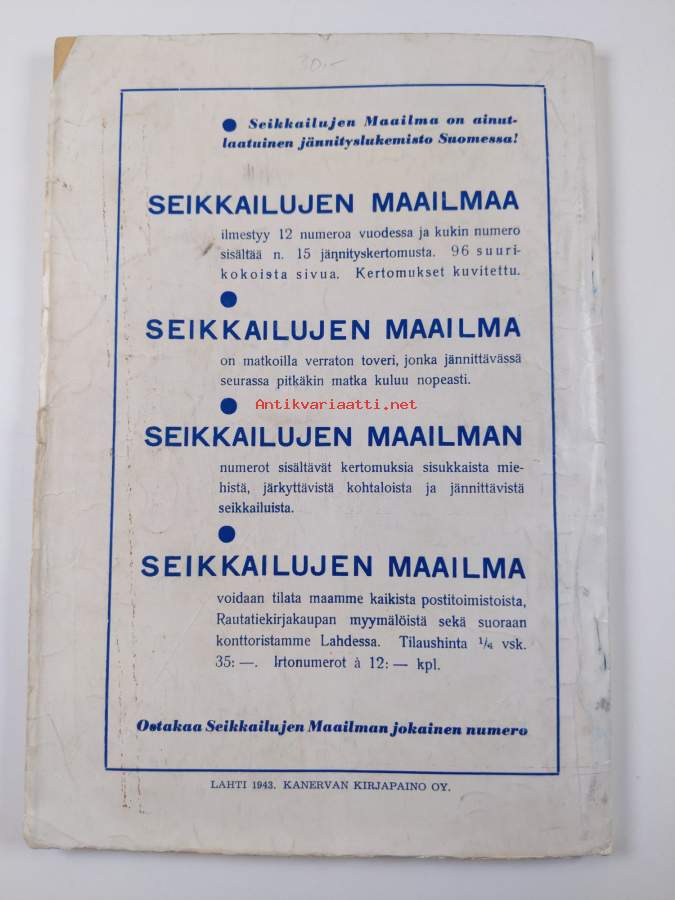 30.-
● Seikkailujen Maailma on ainut-
laatuinen jännityslukemisto Suomessa!
SEIKKAILUJEN MAAILMAA
ilmestyy 12 numeroa vuodessa ja kukin numero
sisältää n. 15 jännityskertomusta. 96 suuri-
kokoista sivua. Kertomukset kuvitettu.
SEIKKAILUJEN MAAILMA
on matkoilla verraton toveri, jonka jännittävässä
seurassa pitkäkin matka kuluu nopeasti.
Antikvariaatti.net
SEIKKAILUJEN MAAILMAN
numerot sisältävät kertomuksia sisukkaista mie-
histä, järkyttävistä kohtaloista ja jännittävistä
seikkailuista.
SEIKKAILUJEN MAAILMA
voidaan tilata maamme kaikista postitoimistoista,
Rautatiekirjakaupan myymälöistä sekä suoraan
konttoristamme Lahdessa. Tilaushinta ¼ vsk.
35: —. Irtonumerot à 12: — kpl.
Ostakaa Seikkailujen Maailman jokainen numero
LAHTI 1943. KANERVAN KIRJAPAINO OY.